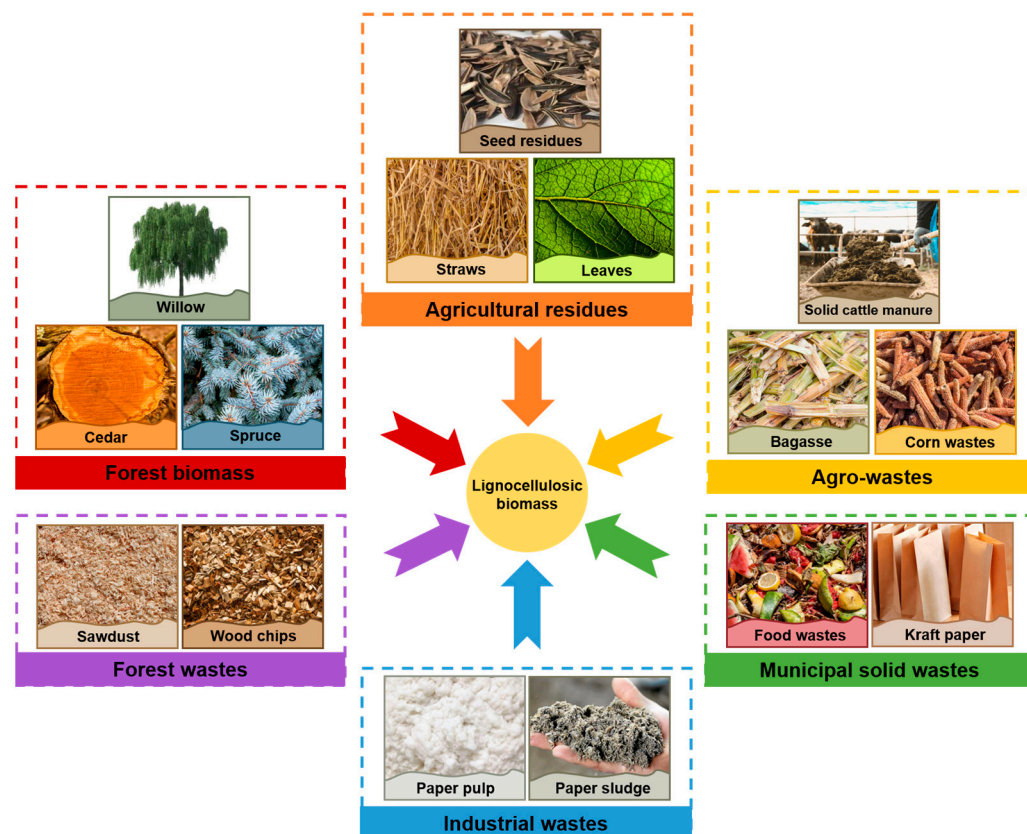 Seed residues
Straws
Leaves
Agricultural residues
Willow
Cedar
Spruce
Forest biomass
Solid cattle manure
Bagasse
Corn wastes
Agro-wastes
Lignocellulosic
biomass
Sawdust
Wood chips
Forest wastes
Food wastes
Kraft paper
Municipal solid wastes
Paper pulp
Paper sludge
Industrial wastes